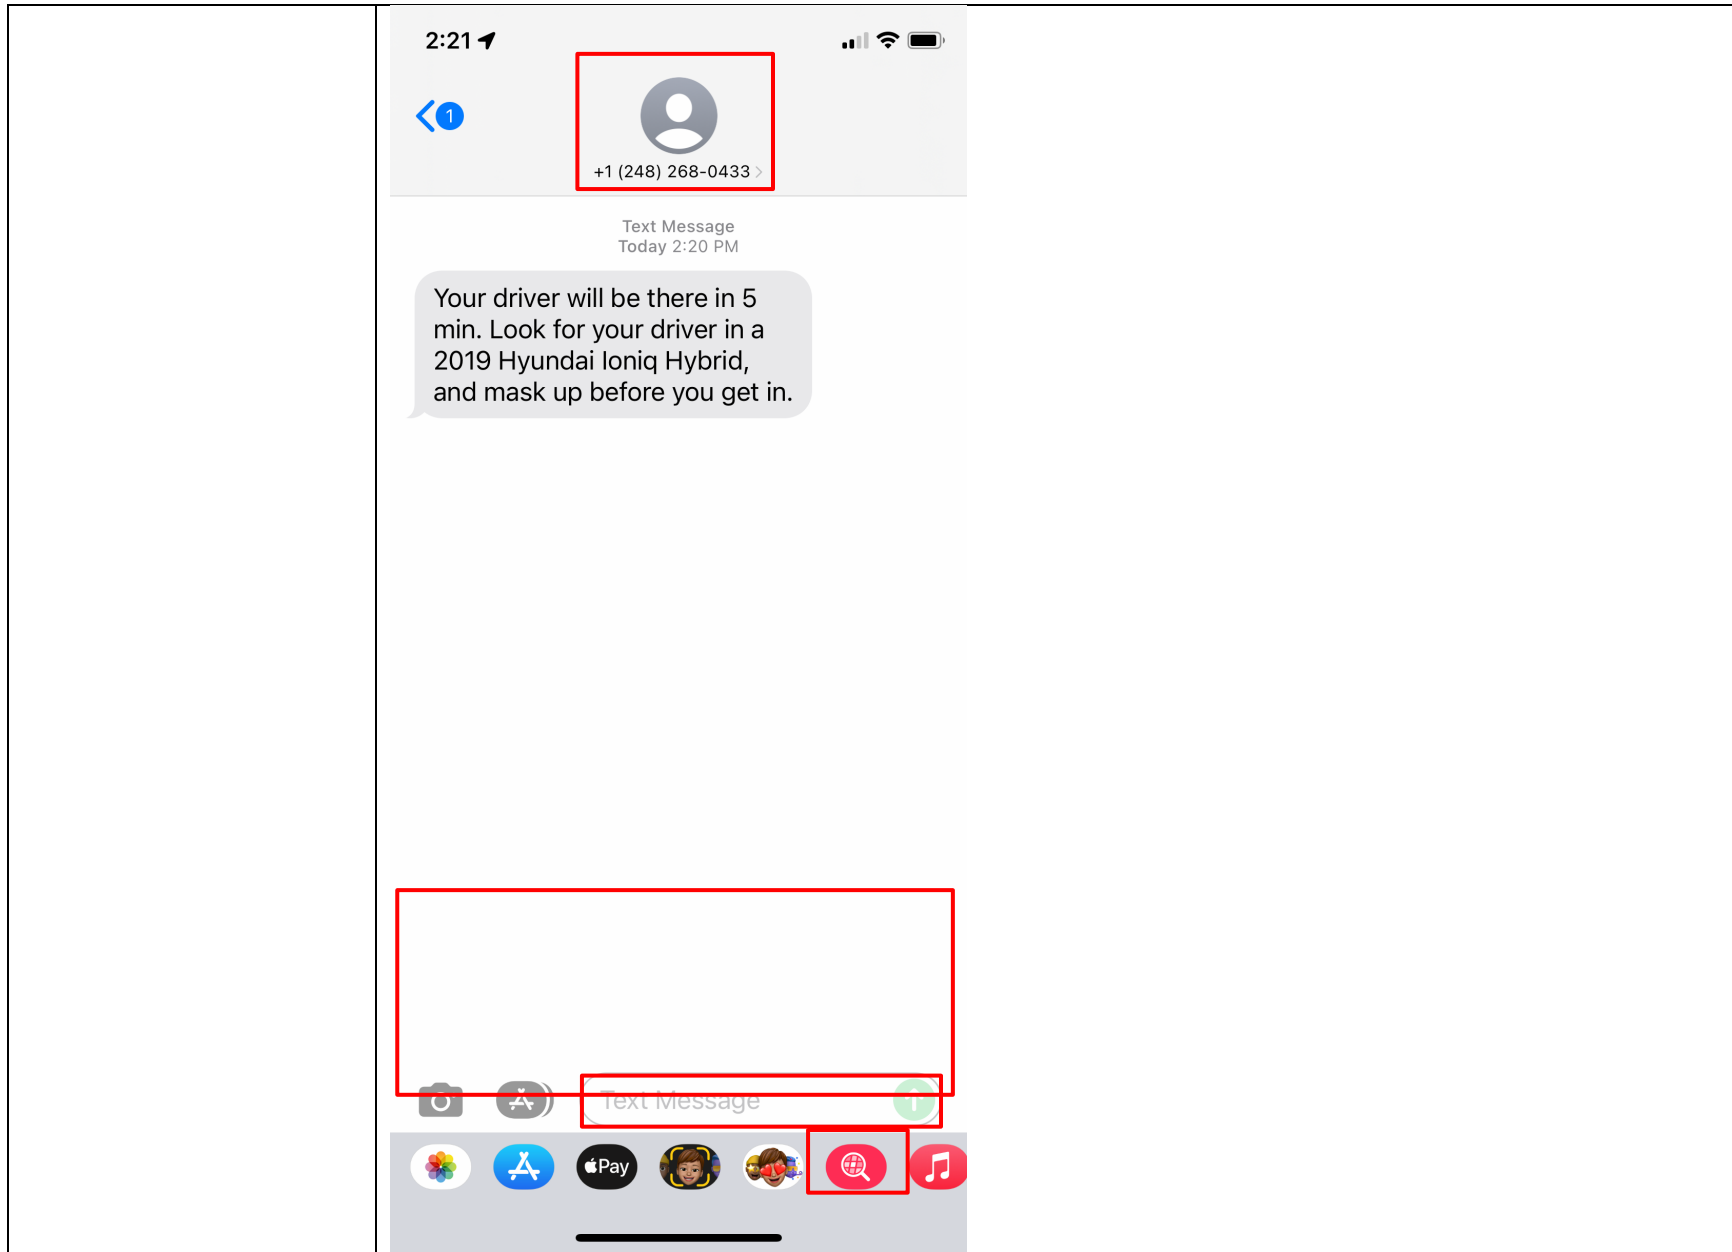 2:21
1
+1 (248) 268-0433
Text Message
Today 2:20 PM
Your driver will be there in 5
min. Look for your driver in a
2019 Hyundai Ioniq Hybrid,
and mask up before you get in.
Text Message
Pay